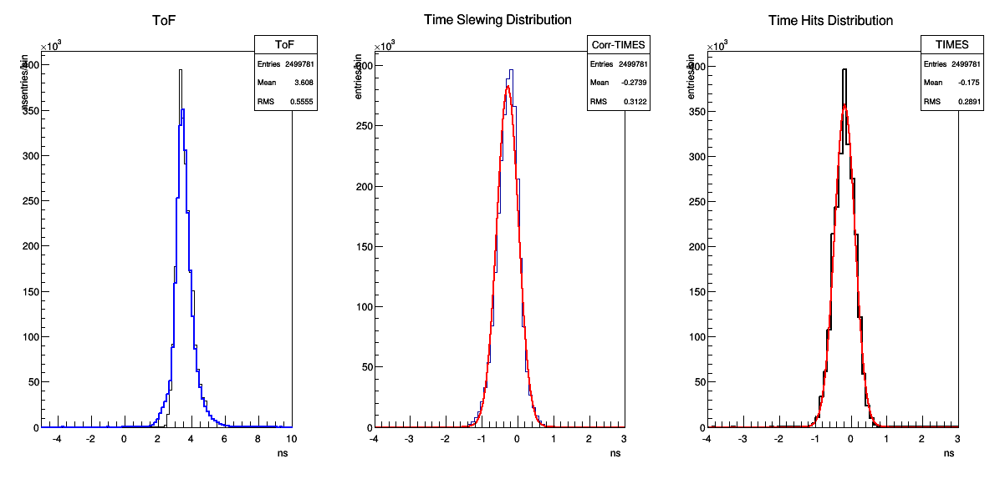 ToF
×10³
nsentries/bin
ToF
Entries 2499781
Mean 3.608
RMS 0.5555
400
350
300
250
200
150
100
50
0
-4 -2 0 2 4 6 8 10
ns
Time Slewing Distribution
×10³
entries/bin
Corr-TIMES
Entries 2499781
Mean -0.2739
RMS 0.3122
300
250
200
150
100
50
0
-4 -3 -2 -1 0 1 2 3
ns
Time Hits Distribution
×10³
entries/bin
TIMES
Entries 2499781
Mean -0.175
RMS 0.2891
400
350
300
250
200
150
100
50
0
-4 -3 -2 -1 0 1 2 3
ns